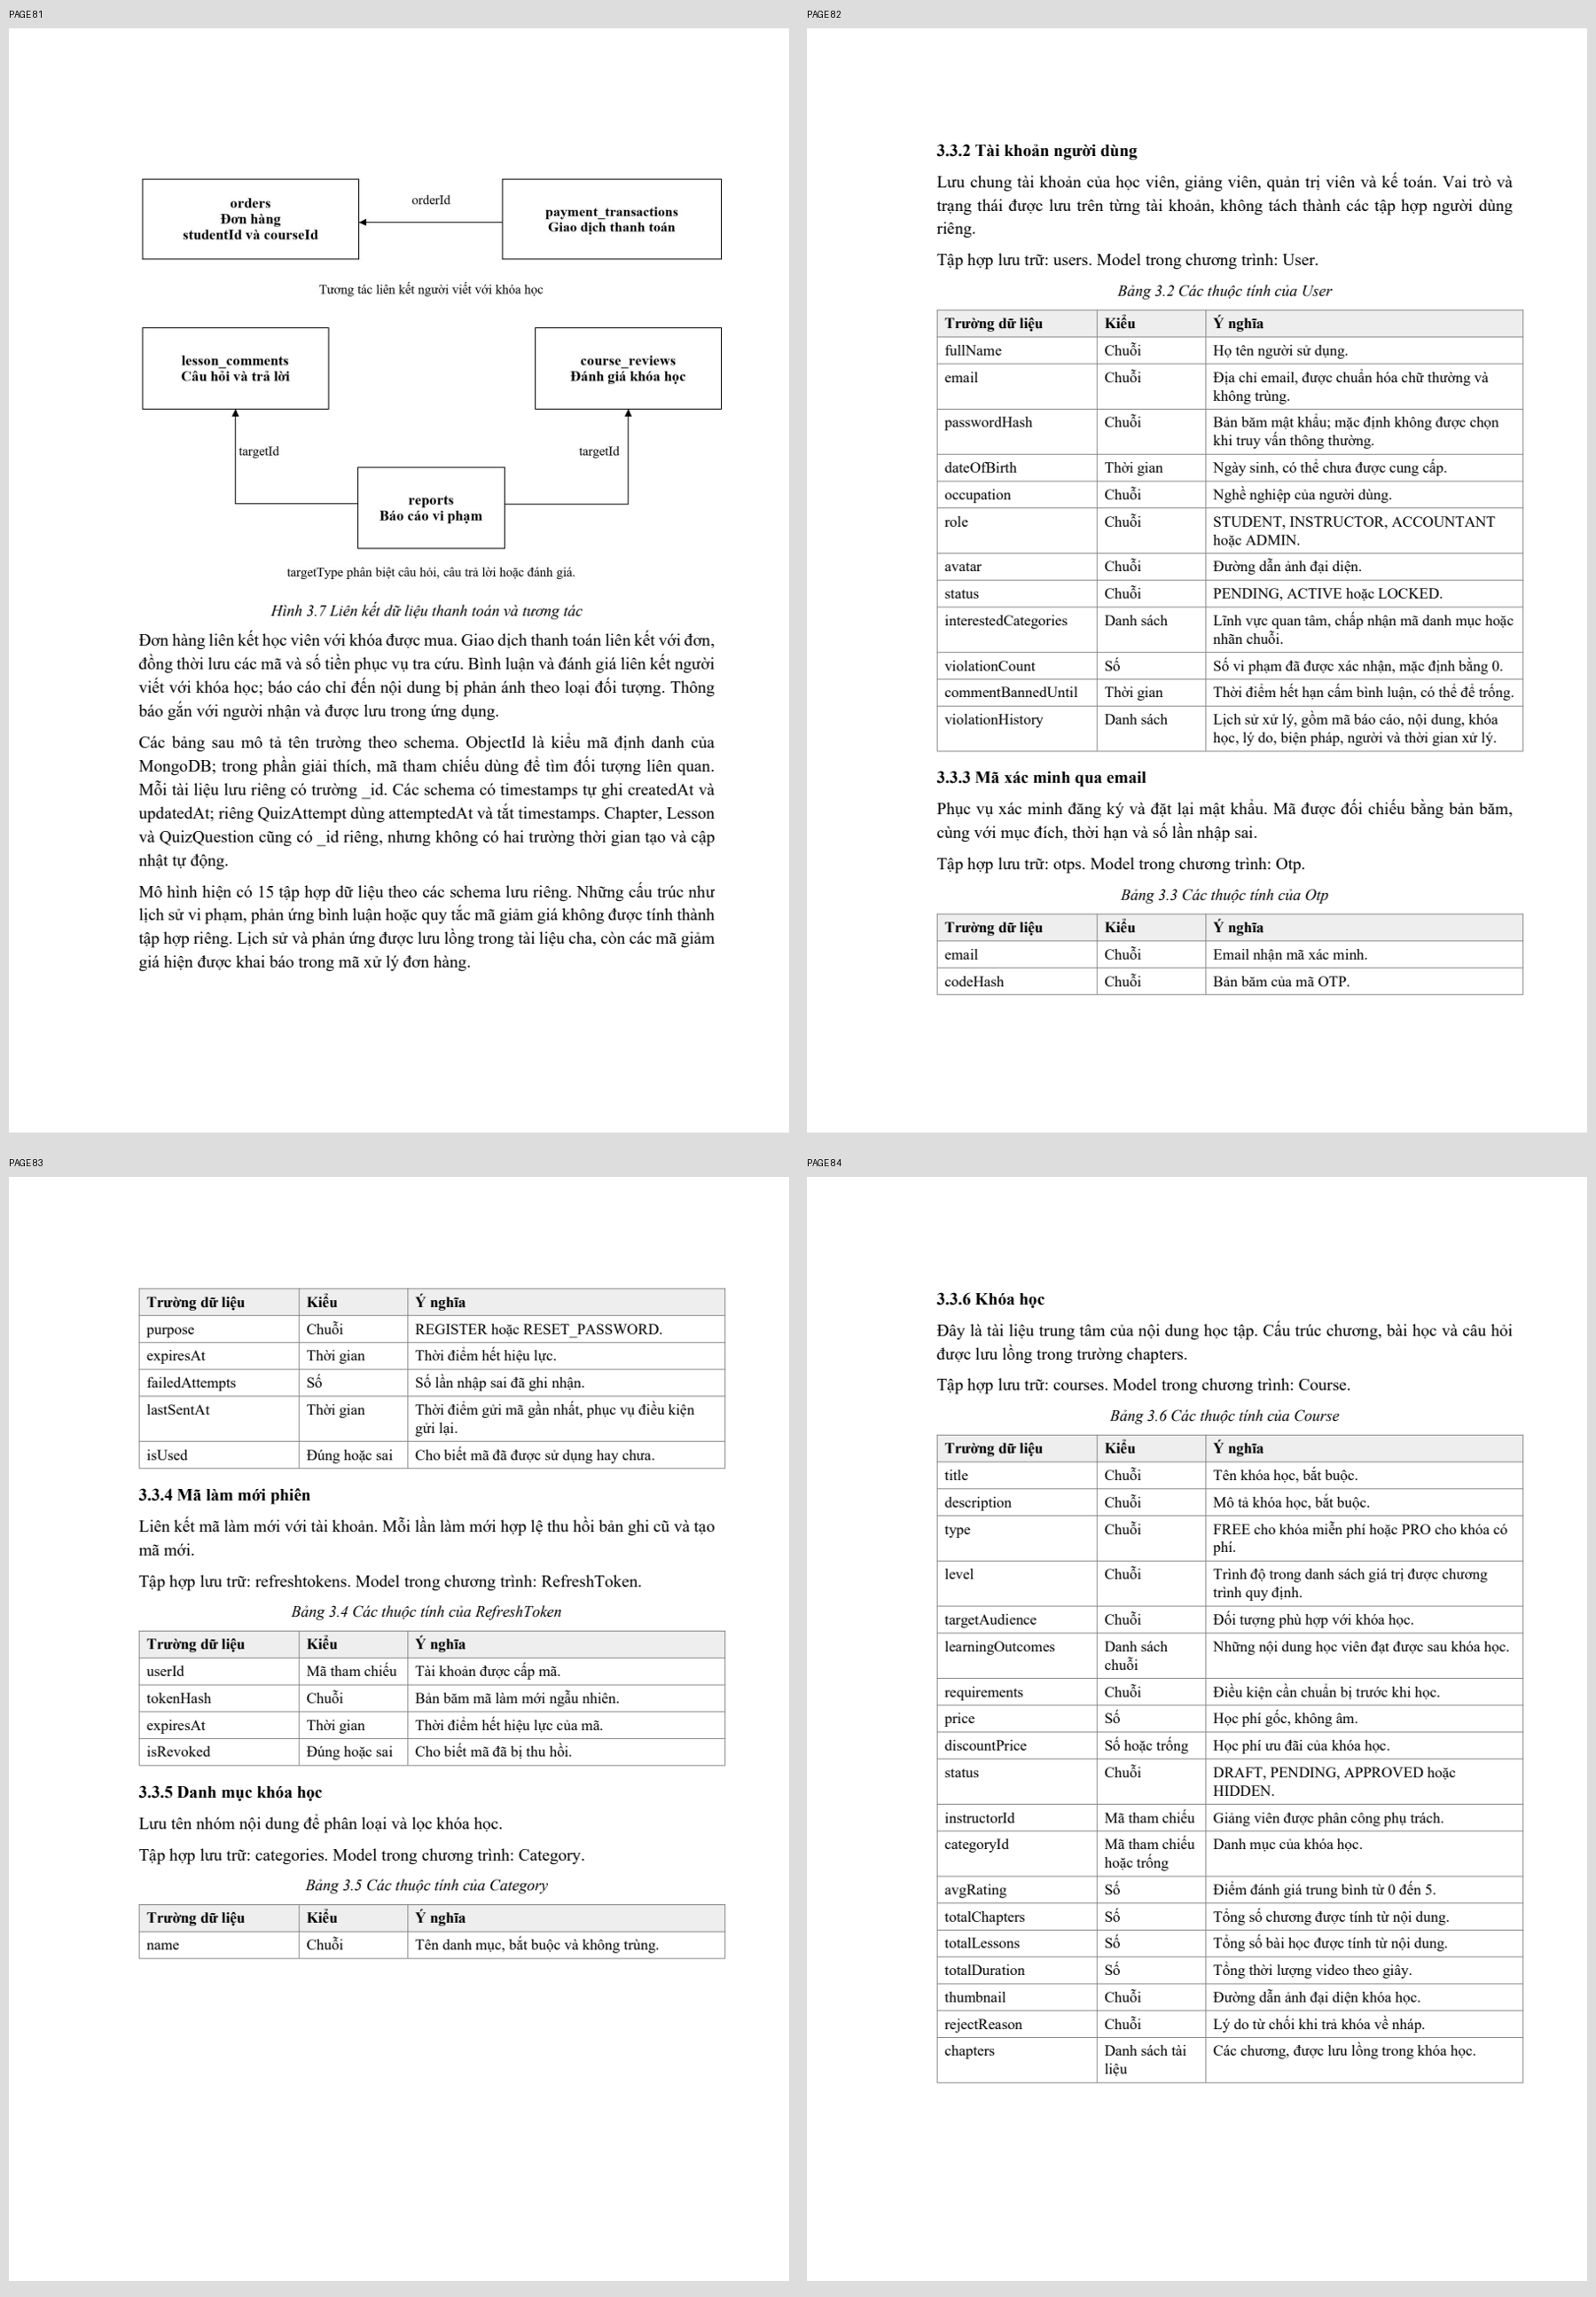 PAGE 81
orders
Đơn hàng
studentId và courseId
orderId
payment_transactions
Giao dịch thanh toán
Tương tác liên kết người viết với khóa học
lesson_comments
Câu hỏi và trả lời
course_reviews
Đánh giá khóa học
targetId
targetId
reports
Báo cáo vi phạm
targetType phân biệt câu hỏi, câu trả lời hoặc đánh giá.
Hình 3.7 Liên kết dữ liệu thanh toán và tương tác
Đơn hàng liên kết học viên với khóa được mua. Giao dịch thanh toán liên kết với đơn,
đồng thời lưu các mã và số tiền phục vụ tra cứu. Bình luận và đánh giá liên kết người
viết với khóa học; báo cáo chỉ đến nội dung bị phản ánh theo loại đối tượng. Thông
báo gắn với người nhận và được lưu trong ứng dụng.
Các bảng sau mô tả tên trường theo schema. ObjectId là kiểu mã định danh của
MongoDB; trong phần giải thích, mã tham chiếu dùng để tìm đối tượng liên quan.
Mỗi tài liệu lưu riêng có trường _id. Các schema có timestamps tự ghi createdAt và
updatedAt; riêng QuizAttempt dùng attemptedAt và tắt timestamps. Chapter, Lesson
và QuizQuestion cũng có _id riêng, nhưng không có hai trường thời gian tạo và cập
nhật tự động.
Mô hình hiện có 15 tập hợp dữ liệu theo các schema lưu riêng. Những cấu trúc như
lịch sử vi phạm, phản ứng bình luận hoặc quy tắc mã giảm giá không được tính thành
tập hợp riêng. Lịch sử và phản ứng được lưu lồng trong tài liệu cha, còn các mã giảm
giá hiện được khai báo trong mã xử lý đơn hàng.
PAGE 82
3.3.2 Tài khoản người dùng
Lưu chung tài khoản của học viên, giảng viên, quản trị viên và kế toán. Vai trò và
trạng thái được lưu trên từng tài khoản, không tách thành các tập hợp người dùng
riêng.
Tập hợp lưu trữ: users. Model trong chương trình: User.
Bảng 3.2 Các thuộc tính của User
Trường dữ liệu Kiểu Ý nghĩa
fullName Chuỗi Họ tên người sử dụng.
email Chuỗi Địa chỉ email, được chuẩn hóa chữ thường và
không trùng.
passwordHash Chuỗi Bản băm mật khẩu; mặc định không được chọn
khi truy vấn thông thường.
dateOfBirth Thời gian Ngày sinh, có thể chưa được cung cấp.
occupation Chuỗi Nghề nghiệp của người dùng.
role Chuỗi STUDENT, INSTRUCTOR, ACCOUNTANT
hoặc ADMIN.
avatar Chuỗi Đường dẫn ảnh đại diện.
status Chuỗi PENDING, ACTIVE hoặc LOCKED.
interestedCategories Danh sách Lĩnh vực quan tâm, chấp nhận mã danh mục hoặc
nhãn chuỗi.
violationCount Số Số vi phạm đã được xác nhận, mặc định bằng 0.
commentBannedUntil Thời gian Thời điểm hết hạn cấm bình luận, có thể để trống.
violationHistory Danh sách Lịch sử xử lý, gồm mã báo cáo, nội dung, khóa
học, lý do, biện pháp, người và thời gian xử lý.
3.3.3 Mã xác minh qua email
Phục vụ xác minh đăng ký và đặt lại mật khẩu. Mã được đối chiếu bằng bản băm,
cùng với mục đích, thời hạn và số lần nhập sai.
Tập hợp lưu trữ: otps. Model trong chương trình: Otp.
Bảng 3.3 Các thuộc tính của Otp
Trường dữ liệu Kiểu Ý nghĩa
email Chuỗi Email nhận mã xác minh.
codeHash Chuỗi Bản băm của mã OTP.
PAGE 83
Trường dữ liệu Kiểu Ý nghĩa
purpose Chuỗi REGISTER hoặc RESET_PASSWORD.
expiresAt Thời gian Thời điểm hết hiệu lực.
failedAttempts Số Số lần nhập sai đã ghi nhận.
lastSentAt Thời gian Thời điểm gửi mã gần nhất, phục vụ điều kiện
gửi lại.
isUsed Đúng hoặc sai Cho biết mã đã được sử dụng hay chưa.
3.3.4 Mã làm mới phiên
Liên kết mã làm mới với tài khoản. Mỗi lần làm mới hợp lệ thu hồi bản ghi cũ và tạo
mã mới.
Tập hợp lưu trữ: refreshtokens. Model trong chương trình: RefreshToken.
Bảng 3.4 Các thuộc tính của RefreshToken
Trường dữ liệu Kiểu Ý nghĩa
userId Mã tham chiếu Tài khoản được cấp mã.
tokenHash Chuỗi Bản băm mã làm mới ngẫu nhiên.
expiresAt Thời gian Thời điểm hết hiệu lực của mã.
isRevoked Đúng hoặc sai Cho biết mã đã bị thu hồi.
3.3.5 Danh mục khóa học
Lưu tên nhóm nội dung để phân loại và lọc khóa học.
Tập hợp lưu trữ: categories. Model trong chương trình: Category.
Bảng 3.5 Các thuộc tính của Category
Trường dữ liệu Kiểu Ý nghĩa
name Chuỗi Tên danh mục, bắt buộc và không trùng.
PAGE 84
3.3.6 Khóa học
Đây là tài liệu trung tâm của nội dung học tập. Cấu trúc chương, bài học và câu hỏi
được lưu lồng trong trường chapters.
Tập hợp lưu trữ: courses. Model trong chương trình: Course.
Bảng 3.6 Các thuộc tính của Course
Trường dữ liệu Kiểu Ý nghĩa
title Chuỗi Tên khóa học, bắt buộc.
description Chuỗi Mô tả khóa học, bắt buộc.
type Chuỗi FREE cho khóa miễn phí hoặc PRO cho khóa có
phí.
level Chuỗi Trình độ trong danh sách giá trị được chương
trình quy định.
targetAudience Chuỗi Đối tượng phù hợp với khóa học.
learningOutcomes Danh sách Những nội dung học viên đạt được sau khóa học.
chuỗi
requirements Chuỗi Điều kiện cần chuẩn bị trước khi học.
price Số Học phí gốc, không âm.
discountPrice Số hoặc trống Học phí ưu đãi của khóa học.
status Chuỗi DRAFT, PENDING, APPROVED hoặc
HIDDEN.
instructorId Mã tham chiếu Giảng viên được phân công phụ trách.
categoryId Mã tham chiếu Danh mục của khóa học.
hoặc trống
avgRating Số Điểm đánh giá trung bình từ 0 đến 5.
totalChapters Số Tổng số chương được tính từ nội dung.
totalLessons Số Tổng số bài học được tính từ nội dung.
totalDuration Số Tổng thời lượng video theo giây.
thumbnail Chuỗi Đường dẫn ảnh đại diện khóa học.
rejectReason Chuỗi Lý do từ chối khi trả khóa về nháp.
chapters Danh sách tài Các chương, được lưu lồng trong khóa học.
liệu